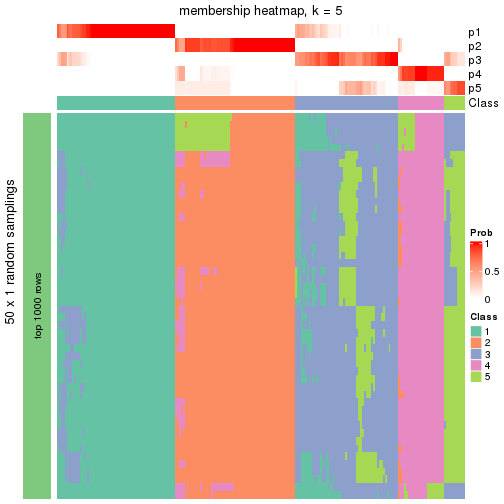 membership heatmap, k = 5
p1
p2
p3
p4
p5
Class
50 x 1 random samplings
top 1000 rows
Prob
1
0.5
0
Class
1
2
3
4
5